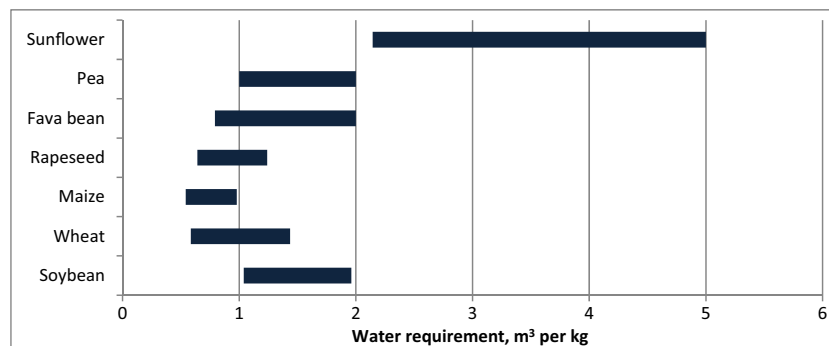 Sunflower
Pea
Fava bean
Rapeseed
Maize
Wheat
Soybean
0 1 2 3 4 5 6
Water requirement, m³ per kg